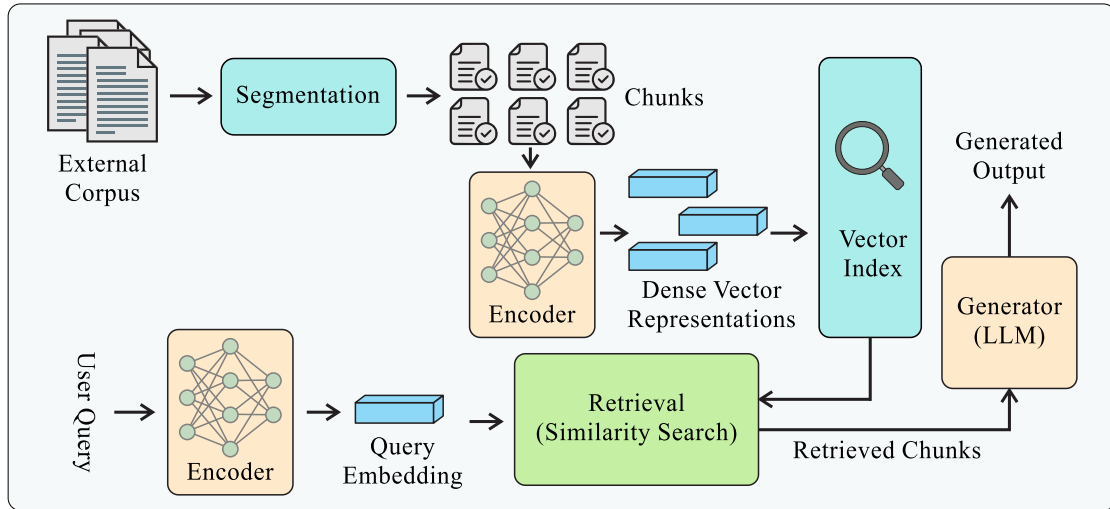 External
Corpus
Segmentation
Chunks
Encoder
Dense Vector
Representations
Vector
Index
User Query
Encoder
Query
Embedding
Retrieval
(Similarity Search)
Retrieved Chunks
Generator
(LLM)
Generated
Output